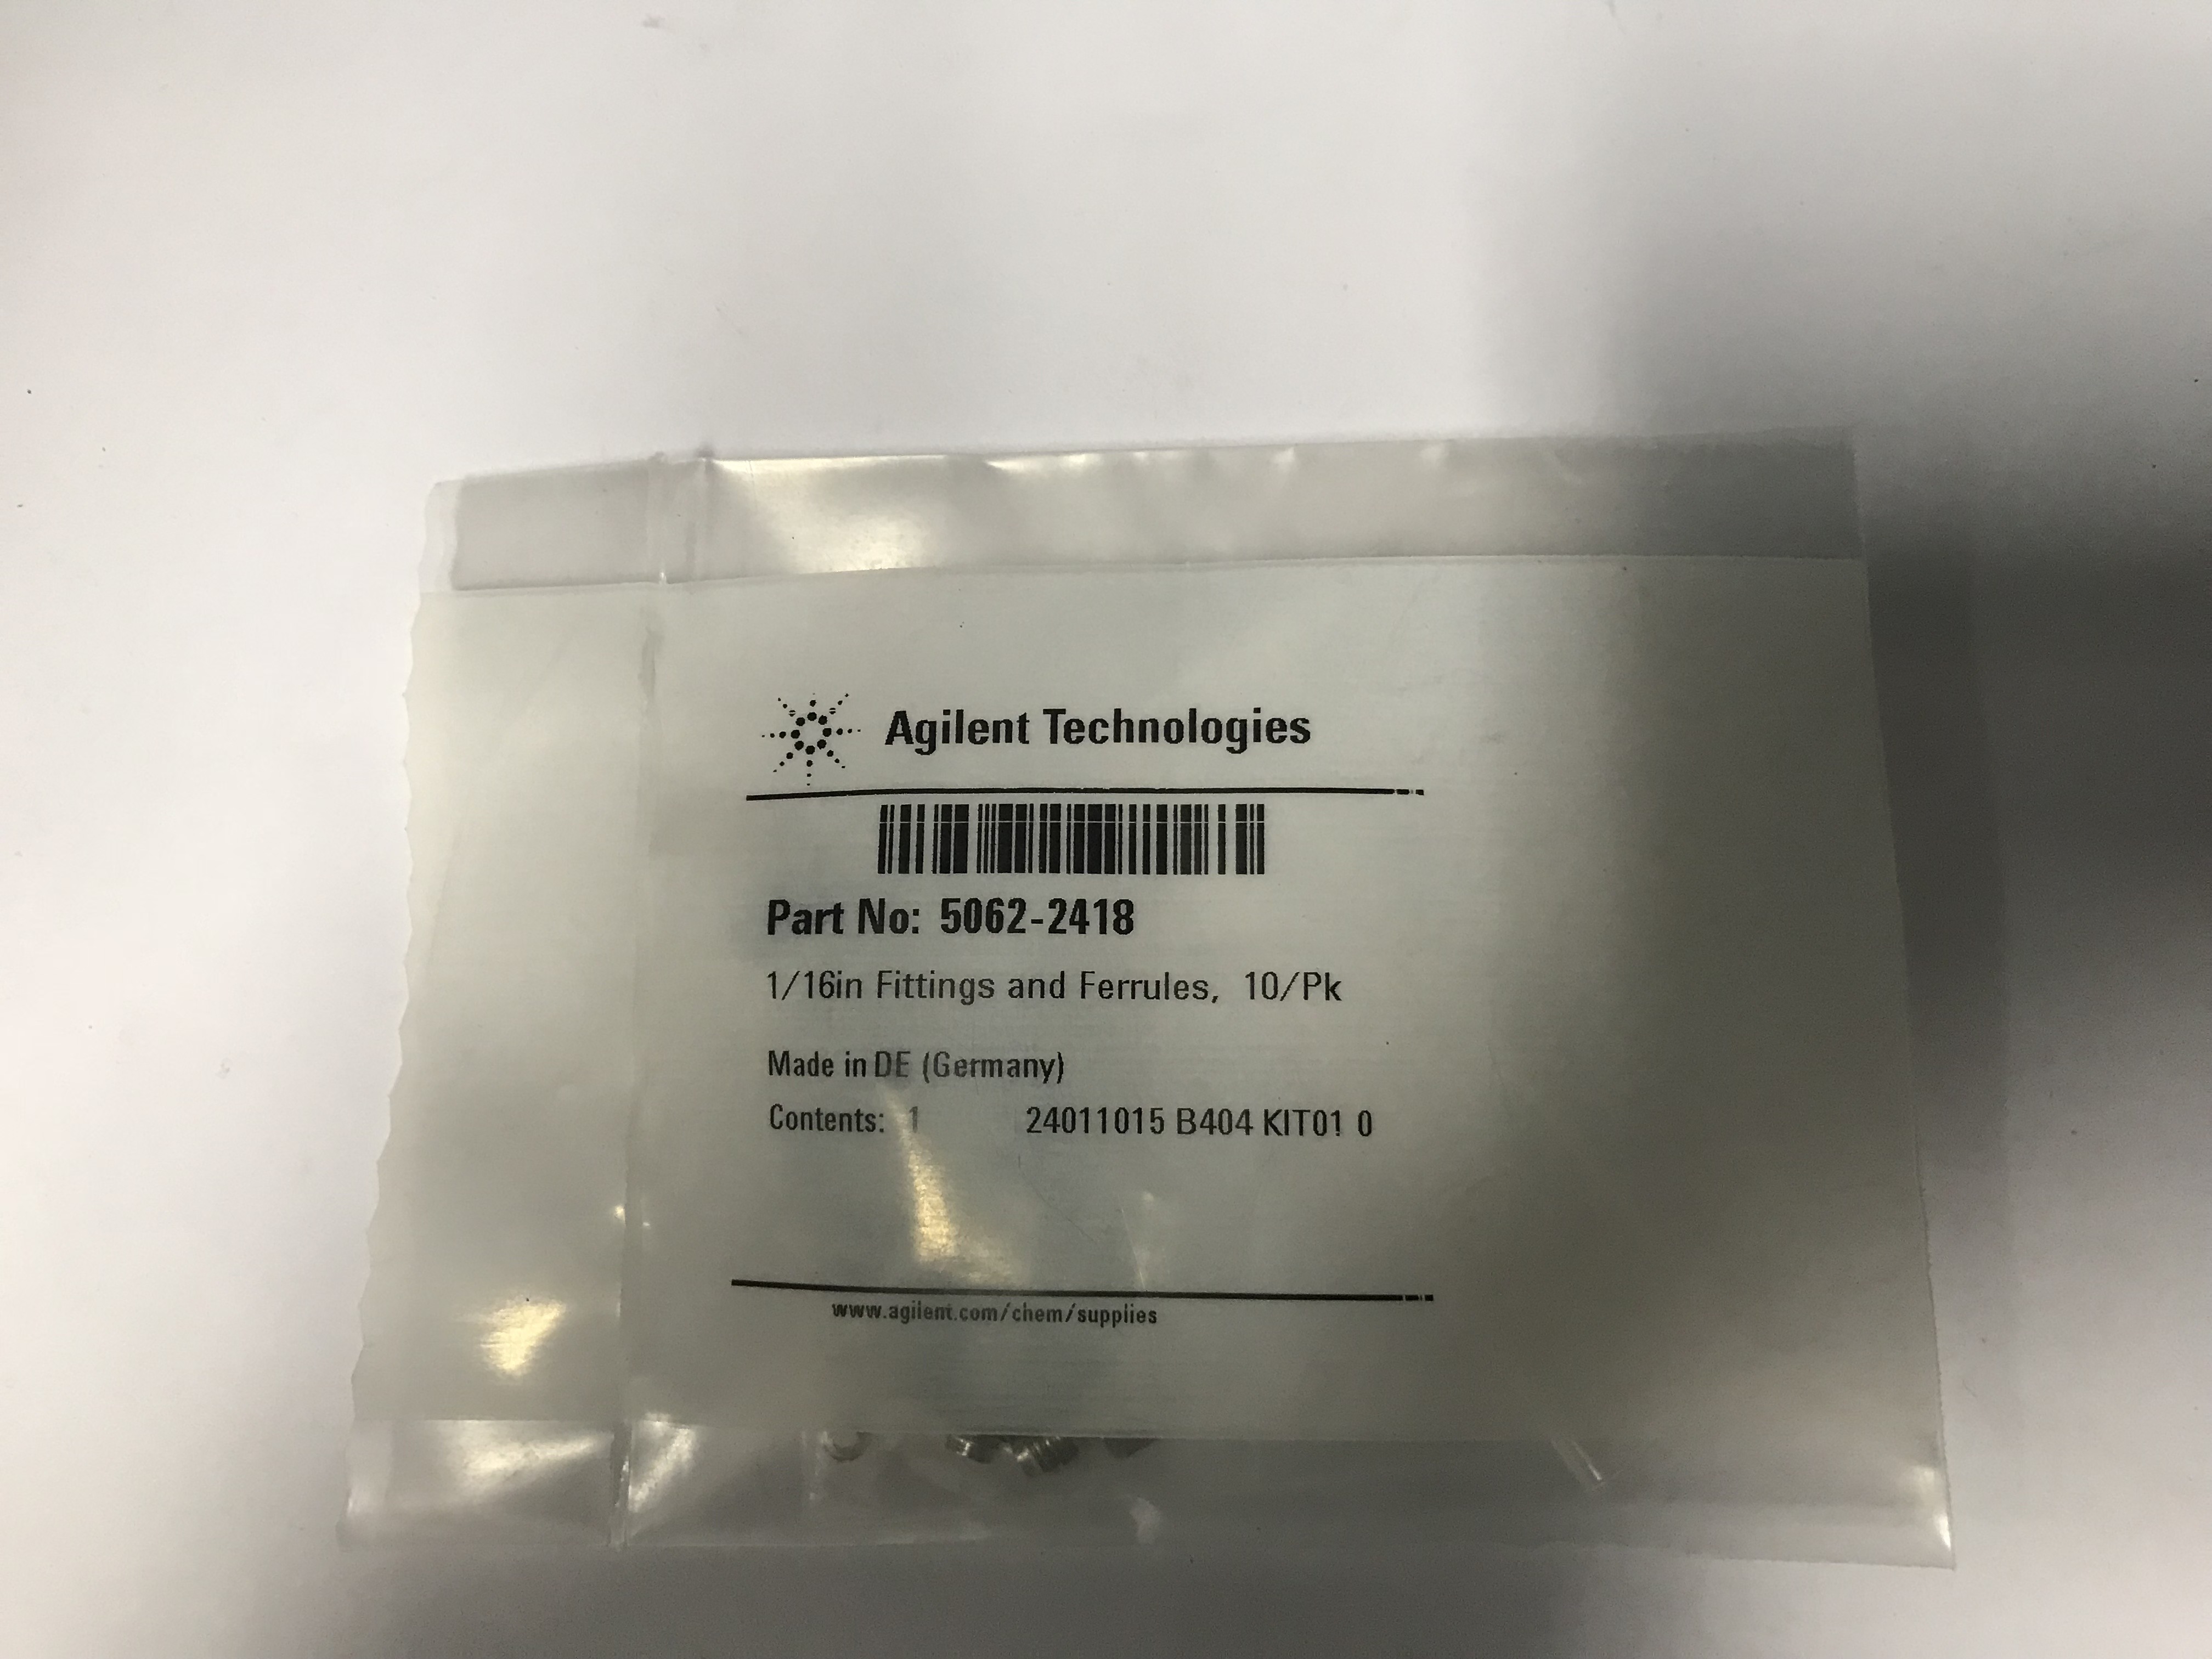 Agilent Technologies
Part No: 5062-2418
1/16in Fittings and Ferrules, 10/Pk
Made in DE (Germany)
Contents: 1 24011015 B404 KIT01 0
www.agilent.com/chem/supplies